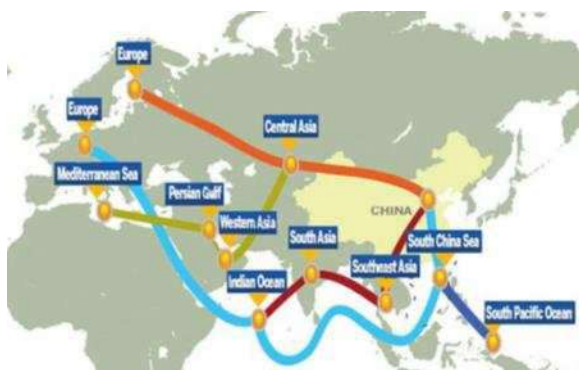 Europe
Europe
Central Asia
Mediterranean Sea
Persian Gulf
Western Asia
CHINA
South Asia
South China Sea
Indian Ocean
Southeast Asia
South Pacific Ocean